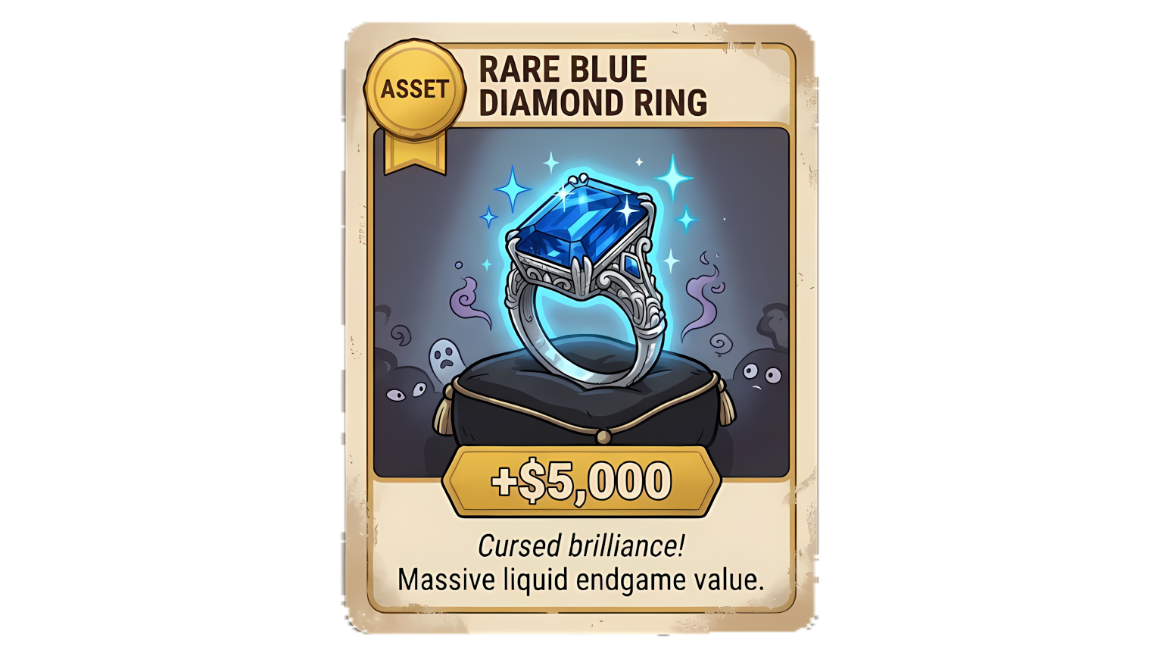 ASSET
RARE BLUE
DIAMOND RING
+$5,000
Cursed brilliance!
Massive liquid endgame value.